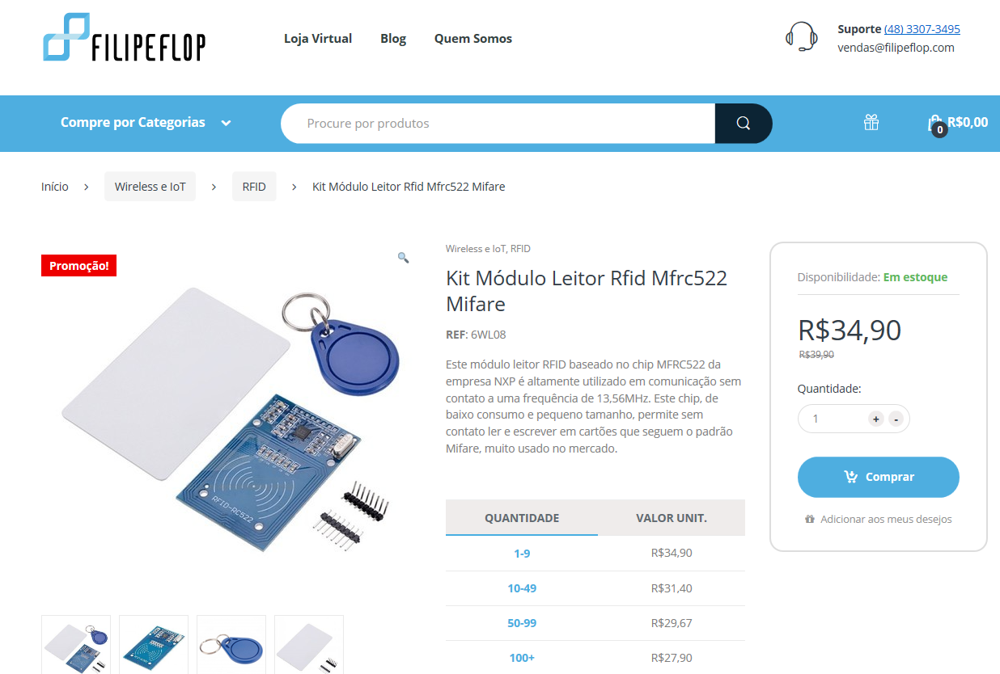 FILIPEFLOP
Loja Virtual
Blog
Quem Somos
Suporte (48) 3307-3495
vendas@filipeflop.com
Compre por Categorias
Procure por produtos
0
R$0,00
Início
Wireless e IoT
RFID
Kit Módulo Leitor Rfid Mfrc522 Mifare
Promoção!
RFID-RC522
Wireless e IoT, RFID
Kit Módulo Leitor Rfid Mfrc522
Mifare
REF: 6WL08
Este módulo leitor RFID baseado no chip MFRC522 da
empresa NXP é altamente utilizado em comunicação sem
contato a uma frequência de 13,56MHz. Este chip, de
baixo consumo e pequeno tamanho, permite sem
contato ler e escrever em cartões que seguem o padrão
Mifare, muito usado no mercado.
QUANTIDADE VALOR UNIT.
1-9 R$34,90
10-49 R$31,40
50-99 R$29,67
100+ R$27,90
Disponibilidade: Em estoque
R$34,90
R$39,90
Quantidade:
1 + -
Comprar
Adicionar aos meus desejos